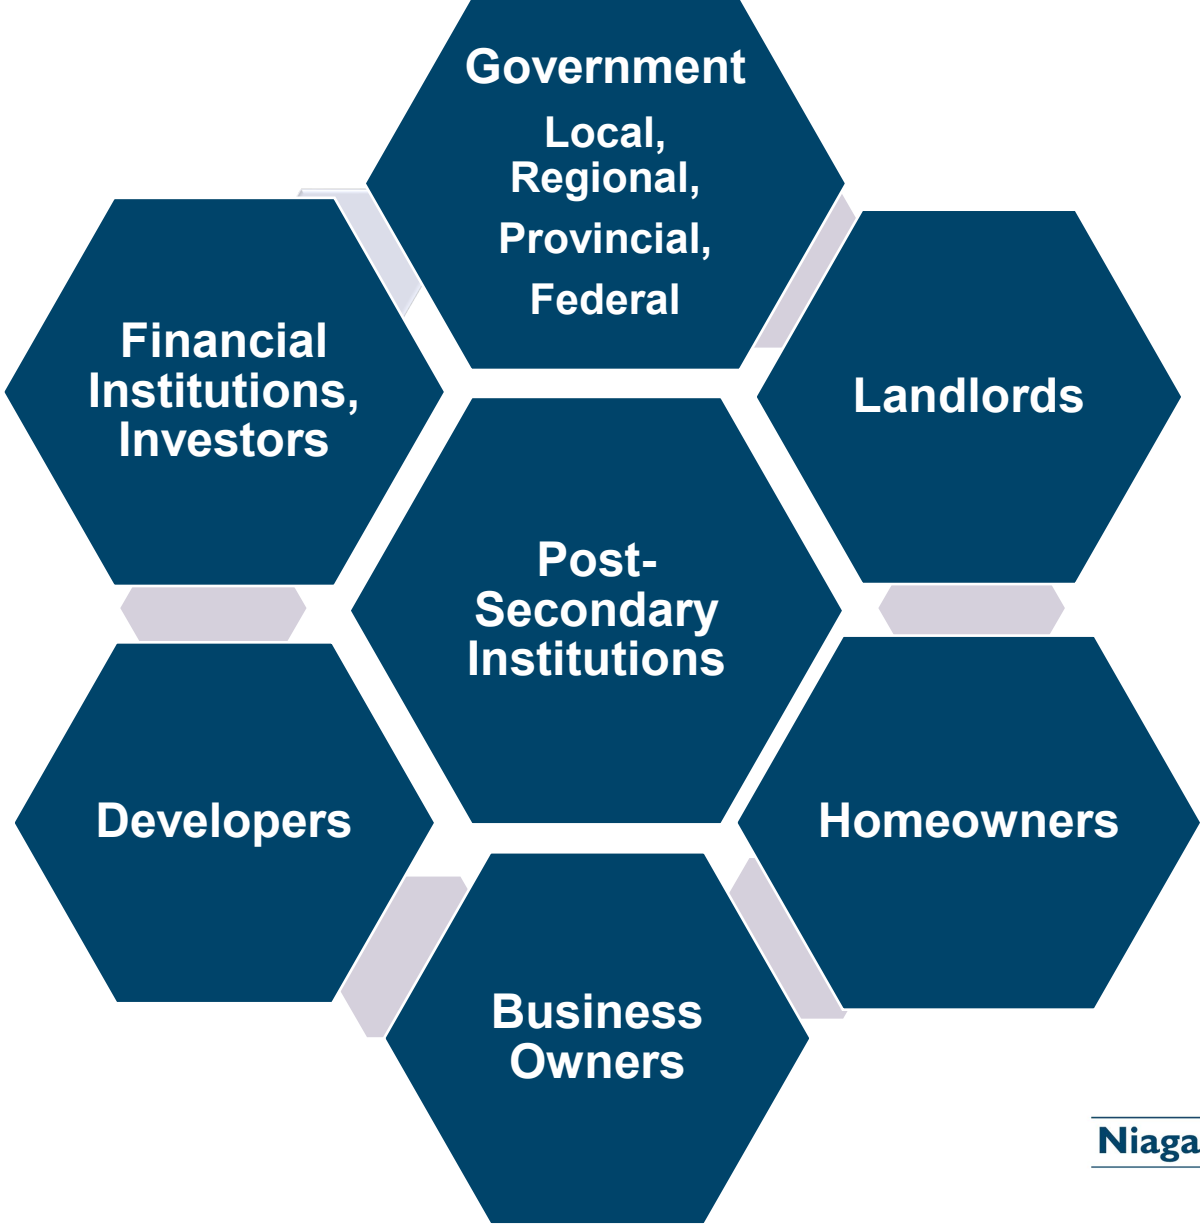 Government
Local,
Regional,
Provincial,
Federal
Financial
Institutions,
Investors
Landlords
Post-
Secondary
Institutions
Developers
Homeowners
Business
Owners
Niaga